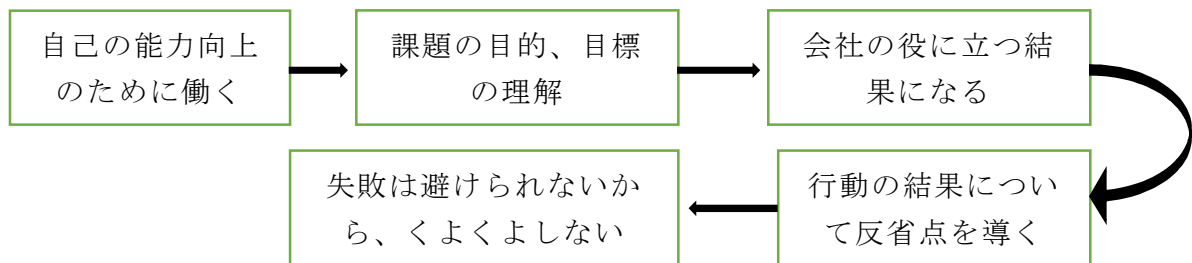 自己の能力向上
のために働く
課題の目的、目標
の理解
会社の役に立つ結
果になる
行動の結果につい
て反省点を導く
失敗は避けられないか
ら、くよくよしない